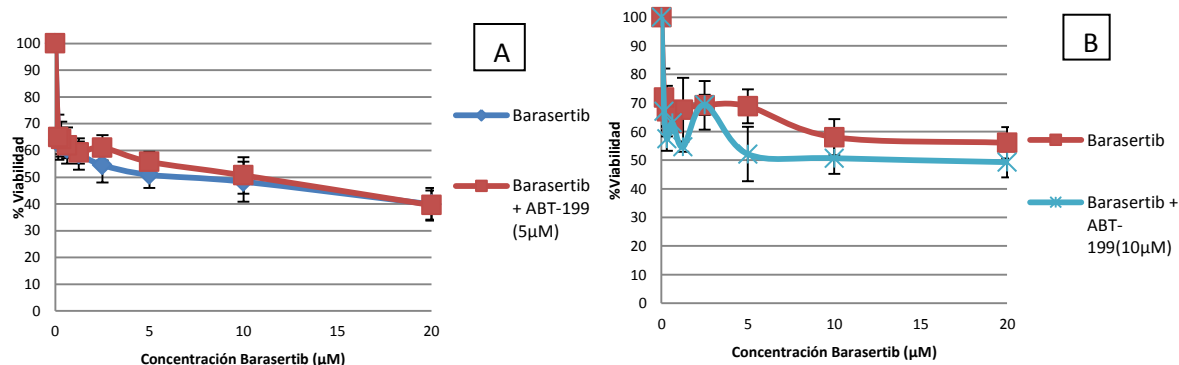 A
100
90
80
70
60
50
40
30
20
10
0
% Viabilidad
0 5 10 15 20
Concentración Barasertib (µM)
Barasertib
Barasertib
+ ABT-199
(5µM)
B
100
90
80
70
60
50
40
30
20
10
0
%Viabilidad
0 5 10 15 20
Concentración Barasertib (µM)
Barasertib
Barasertib +
ABT-
199(10µM)